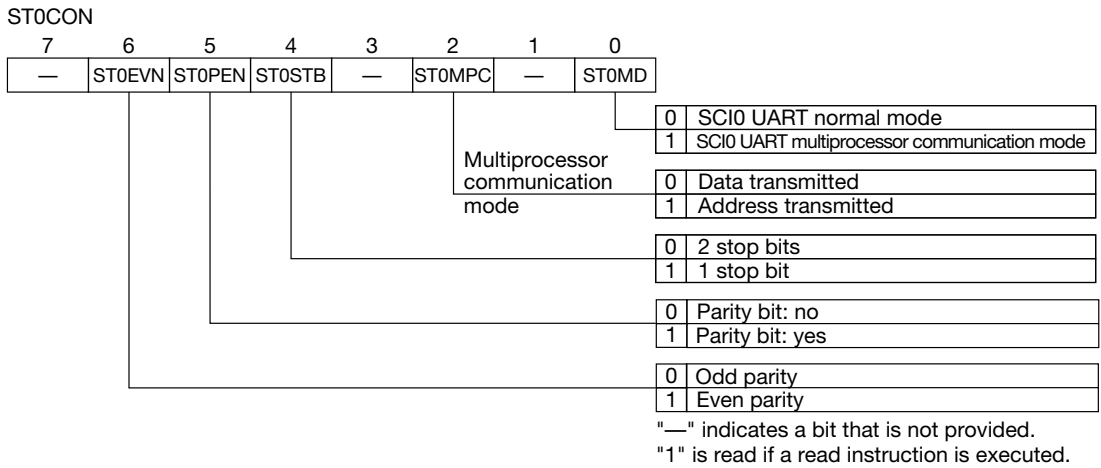 ST0CON
7 6 5 4 3 2 1 0
— ST0EVN ST0PEN ST0STB — ST0MPC — ST0MD
0 SCI0 UART normal mode
1 SCI0 UART multiprocessor communication mode
Multiprocessor
communication
mode
0 Data transmitted
1 Address transmitted
0 2 stop bits
1 1 stop bit
0 Parity bit: no
1 Parity bit: yes
0 Odd parity
1 Even parity
"—" indicates a bit that is not provided.
"1" is read if a read instruction is executed.